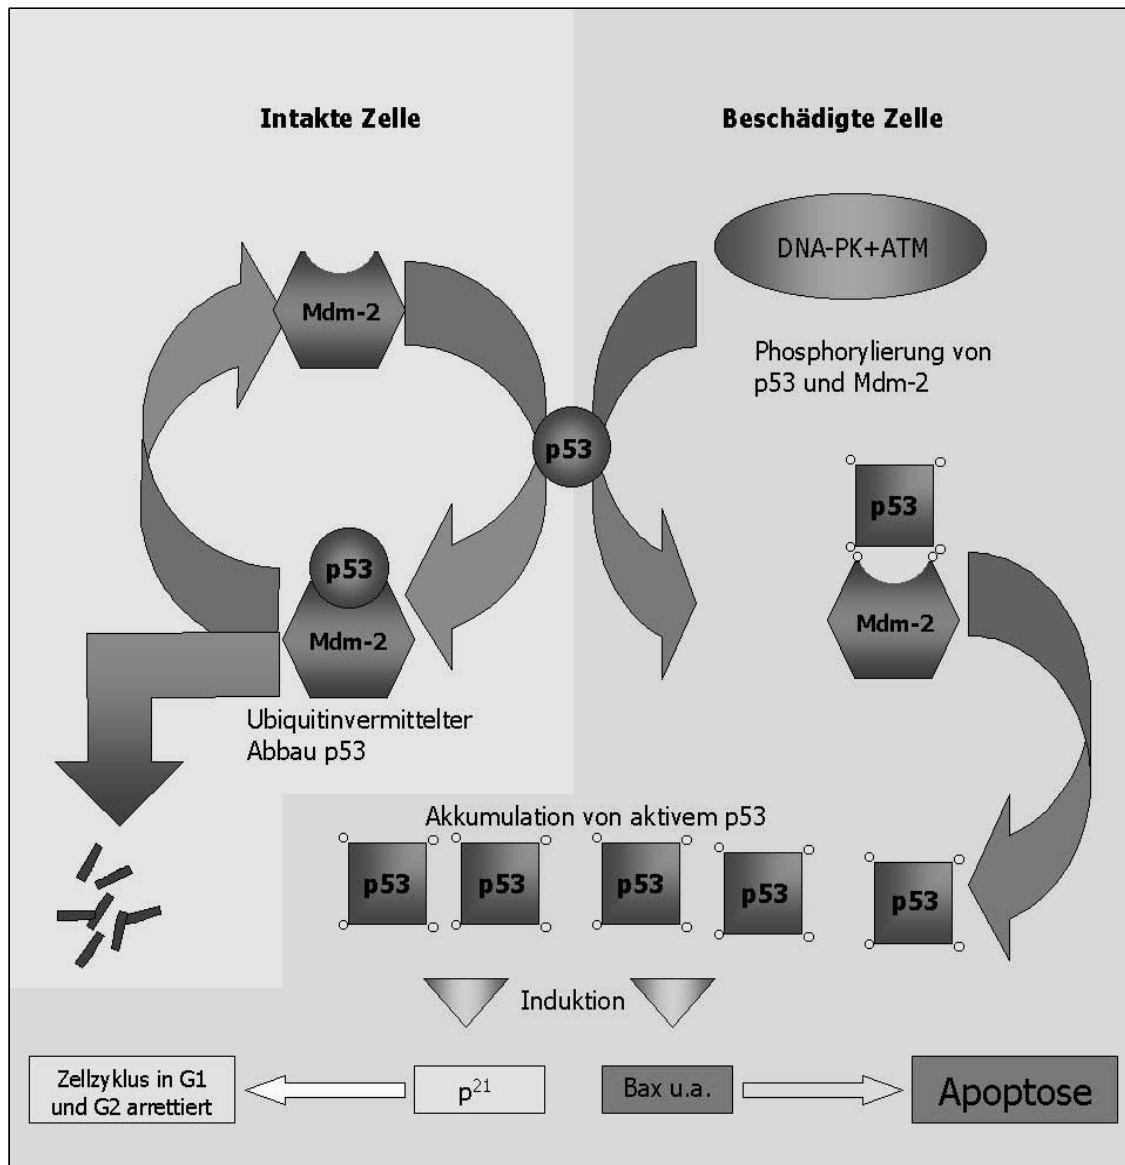 Intakte Zelle
Beschädigte Zelle
DNA-PK+ATM
Mdm-2
Phosphorylierung von
p53 und Mdm-2
p53
p53
p53
Mdm-2
Mdm-2
Ubiquitinvermittelter
Abbau p53
Akkumulation von aktivem p53
p53
p53
p53
p53
p53
Induktion
Zellzyklus in G1
und G2 arrettiert
p²¹
Bax u.a.
Apoptose